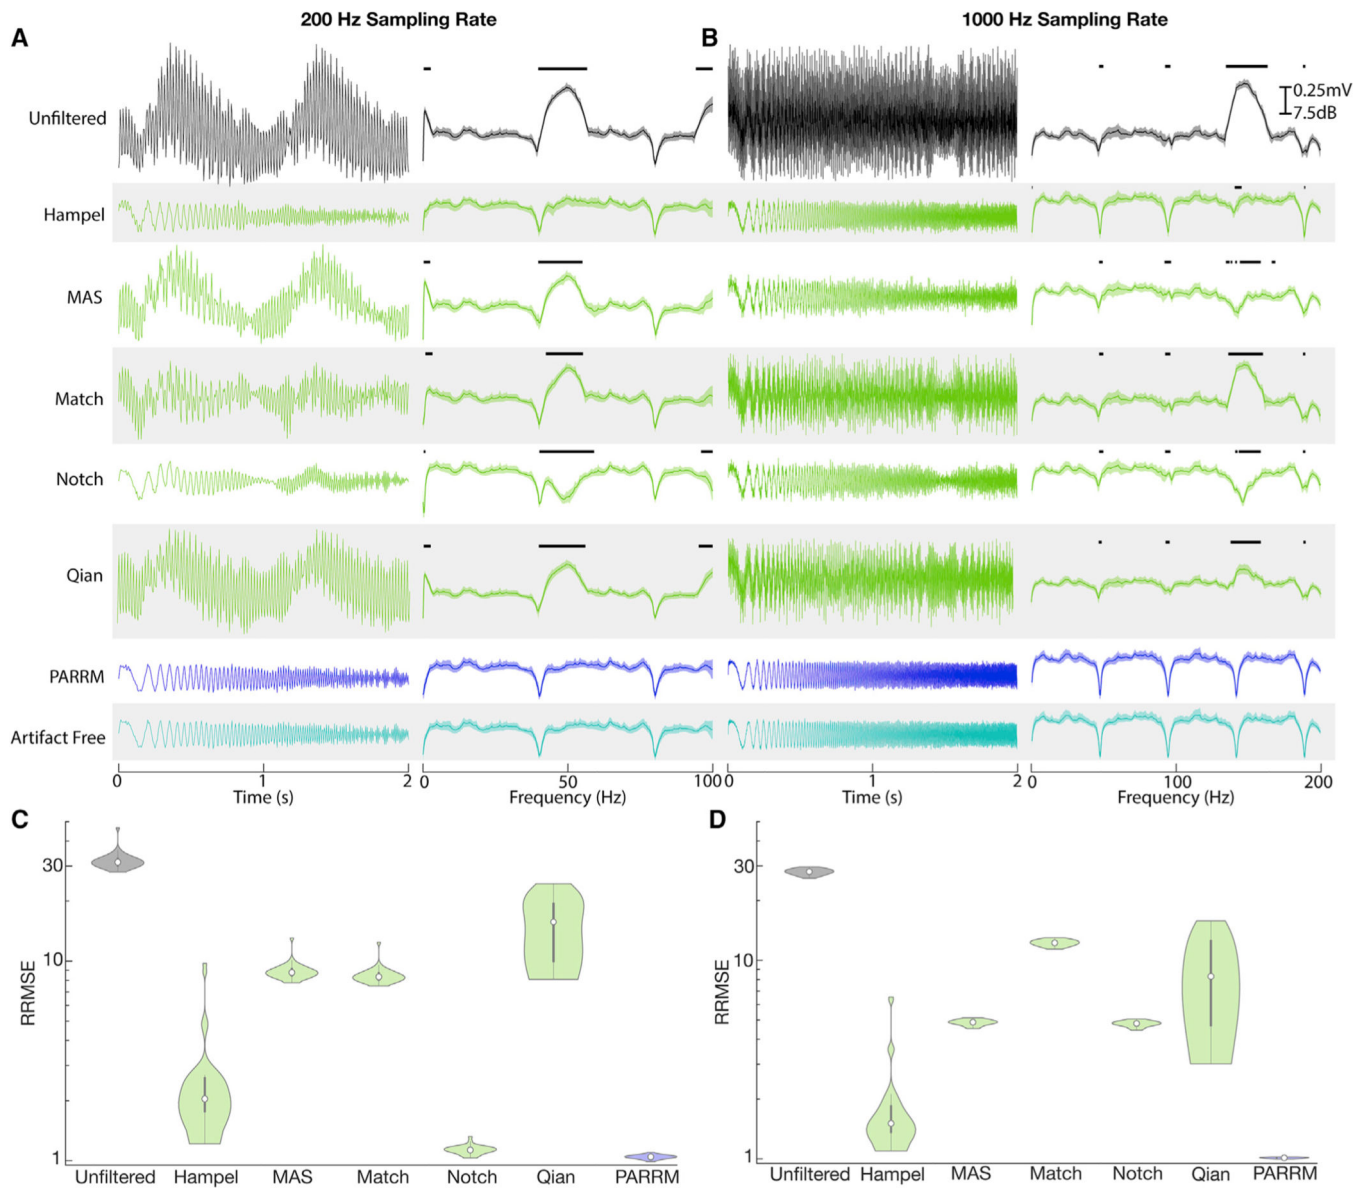 200 Hz Sampling Rate
1000 Hz Sampling Rate
A
B
Unfiltered
0.25mV
7.5dB
Hampel
MAS
Match
Notch
Qian
PARRM
Artifact Free
0 1 2 0 50 100 0 1 2 0 100 200
Time (s) Frequency (Hz) Time (s) Frequency (Hz)
C
30
10
1
RRMSE
Unfiltered Hampel MAS Match Notch Qian PARRM
D
30
10
1
RRMSE
Unfiltered Hampel MAS Match Notch Qian PARRM